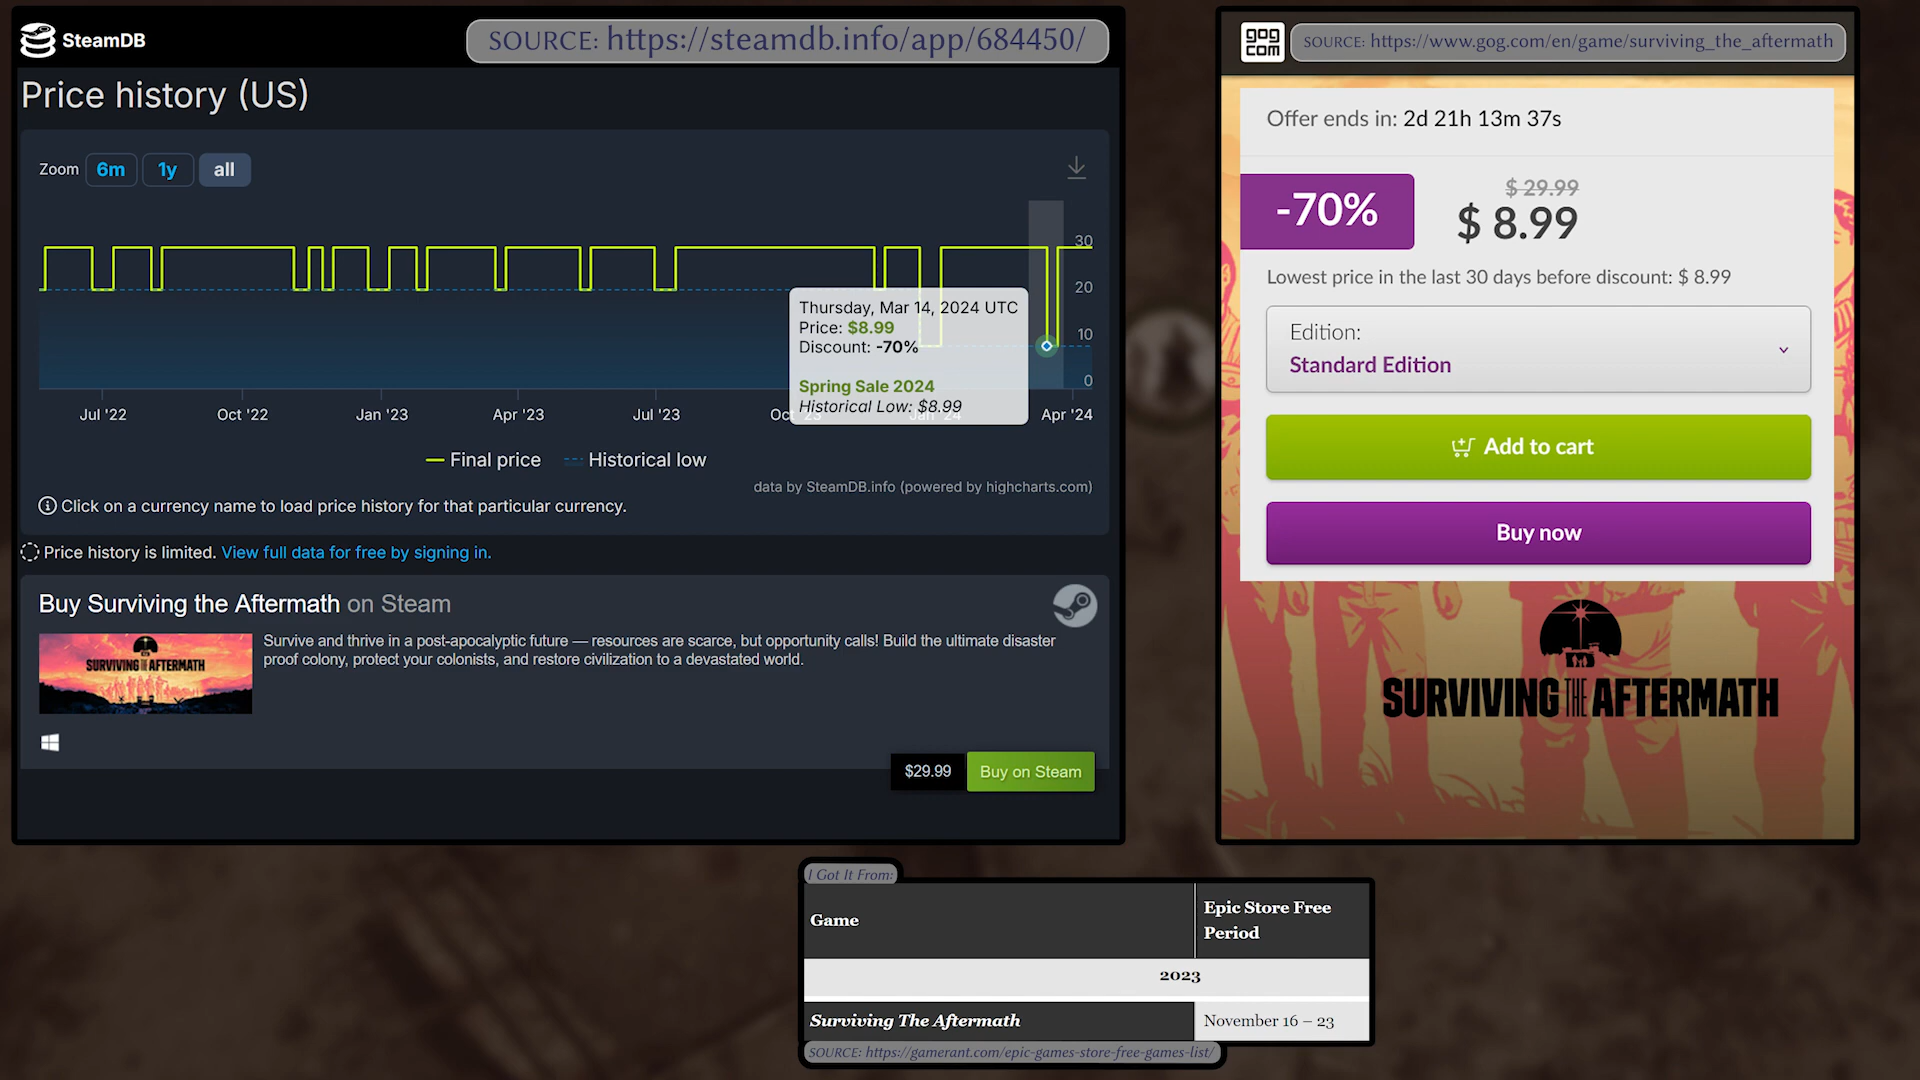 SteamDB
SOURCE: https://steamdb.info/app/684450/
Price history (US)
Zoom 6m 1y all
30
20
10
0
Thursday, Mar 14, 2024 UTC
Price: $8.99
Discount: -70%
Spring Sale 2024
Historical Low: $8.99
Jul '22 Oct '22 Jan '23 Apr '23 Jul '23 Oct '23 Jan '24 Apr '24
Final price Historical low
data by SteamDB.info (powered by highcharts.com)
Click on a currency name to load price history for that particular currency.
Price history is limited. View full data for free by signing in.
Buy Surviving the Aftermath on Steam
SURVIVING THE AFTERMATH
Survive and thrive in a post-apocalyptic future — resources are scarce, but opportunity calls! Build the ultimate disaster
proof colony, protect your colonists, and restore civilization to a devastated world.
$29.99 Buy on Steam
gog
com
SOURCE: https://www.gog.com/en/game/surviving_the_aftermath
Offer ends in: 2d 21h 13m 37s
-70%
$ 29.99
$ 8.99
Lowest price in the last 30 days before discount: $ 8.99
Edition:
Standard Edition
Add to cart
Buy now
SURVIVING THE AFTERMATH
I Got It From:
Game
Epic Store Free
Period
2023
Surviving The Aftermath
November 16 – 23
SOURCE: https://gamerant.com/epic-games-store-free-games-list/